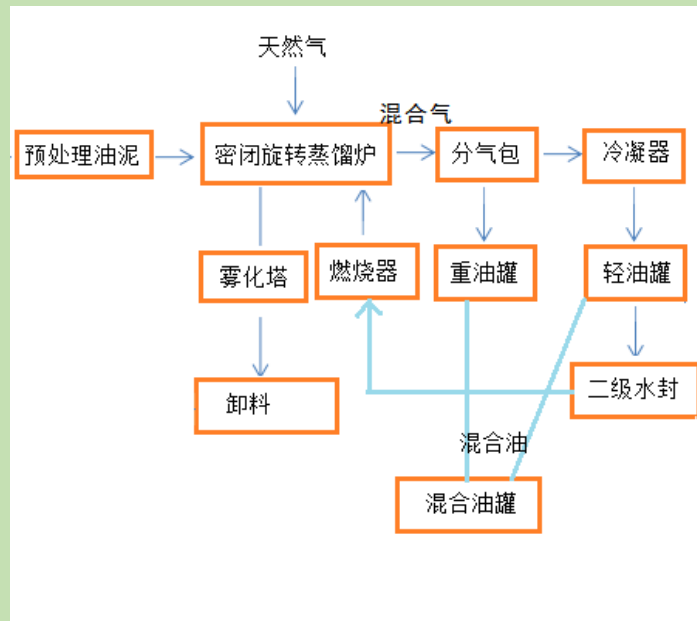 天然气
混合气
预处理油泥
密闭旋转蒸馏炉
分气包
冷凝器
雾化塔
燃烧器
重油罐
轻油罐
卸料
二级水封
混合油
混合油罐